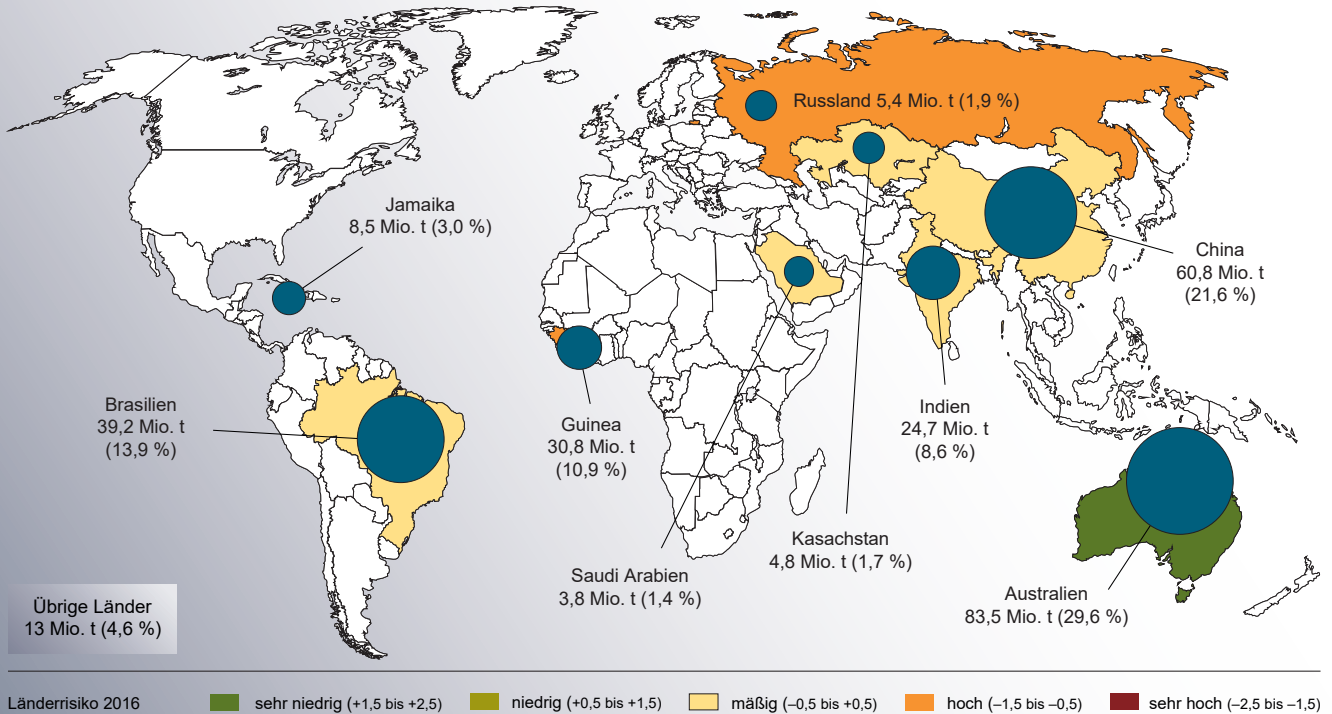 Russland 5,4 Mio. t (1,9 %)
Jamaika
8,5 Mio. t (3,0 %)
China
60,8 Mio. t
(21,6 %)
Brasilien
39,2 Mio. t
(13,9 %)
Guinea
30,8 Mio. t
(10,9 %)
Indien
24,7 Mio. t
(8,6 %)
Kasachstan
4,8 Mio. t (1,7 %)
Saudi Arabien
3,8 Mio. t (1,4 %)
Australien
83,5 Mio. t (29,6 %)
Übrige Länder
13 Mio. t (4,6 %)
Länderrisiko 2016 sehr niedrig (+1,5 bis +2,5) niedrig (+0,5 bis +1,5) mäßig (–0,5 bis +0,5) hoch (–1,5 bis –0,5) sehr hoch (–2,5 bis –1,5)